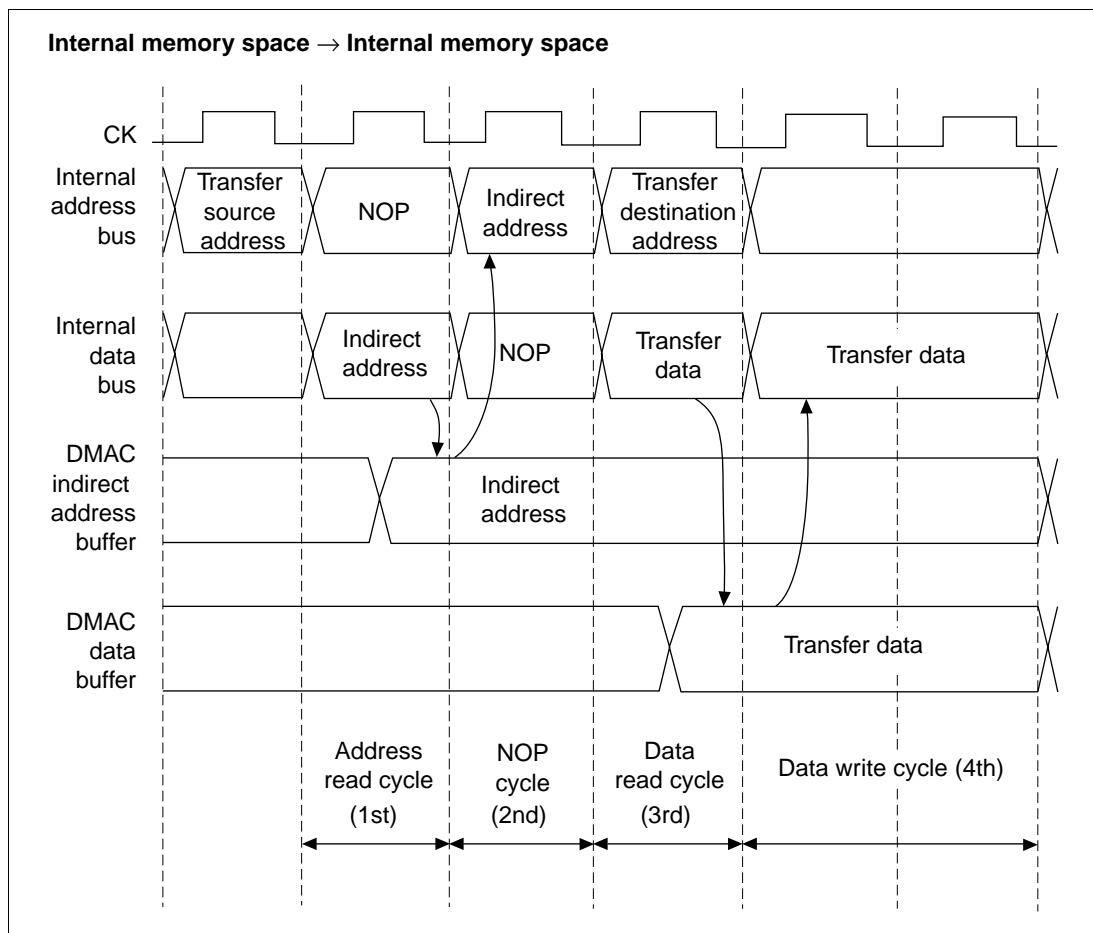 Internal memory space → Internal memory space
CK
Internal
address
bus
Transfer
source
address
NOP
Indirect
address
Transfer
destination
address
Internal
data
bus
Indirect
address
NOP
Transfer
data
Transfer data
DMAC
indirect
address
buffer
Indirect
address
DMAC
data
buffer
Transfer data
Address
read cycle
(1st)
NOP
cycle
(2nd)
Data
read cycle
(3rd)
Data write cycle (4th)